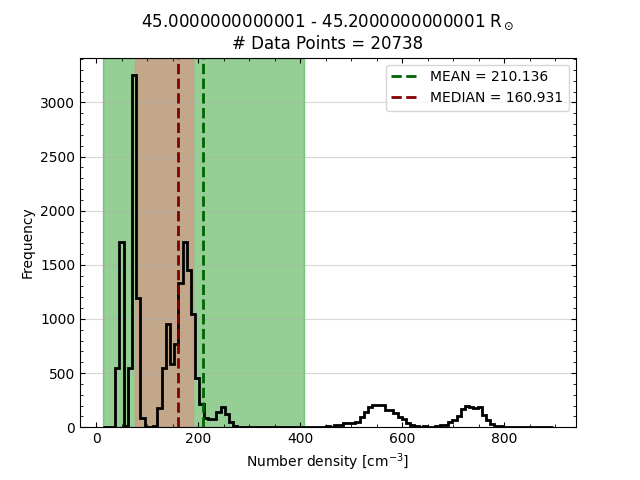 45.0000000000001 - 45.2000000000001 R⊙
# Data Points = 20738
MEAN = 210.136
MEDIAN = 160.931
Frequency
3000
2500
2000
1500
1000
500
0
0 200 400 600 800
Number density [cm⁻³]